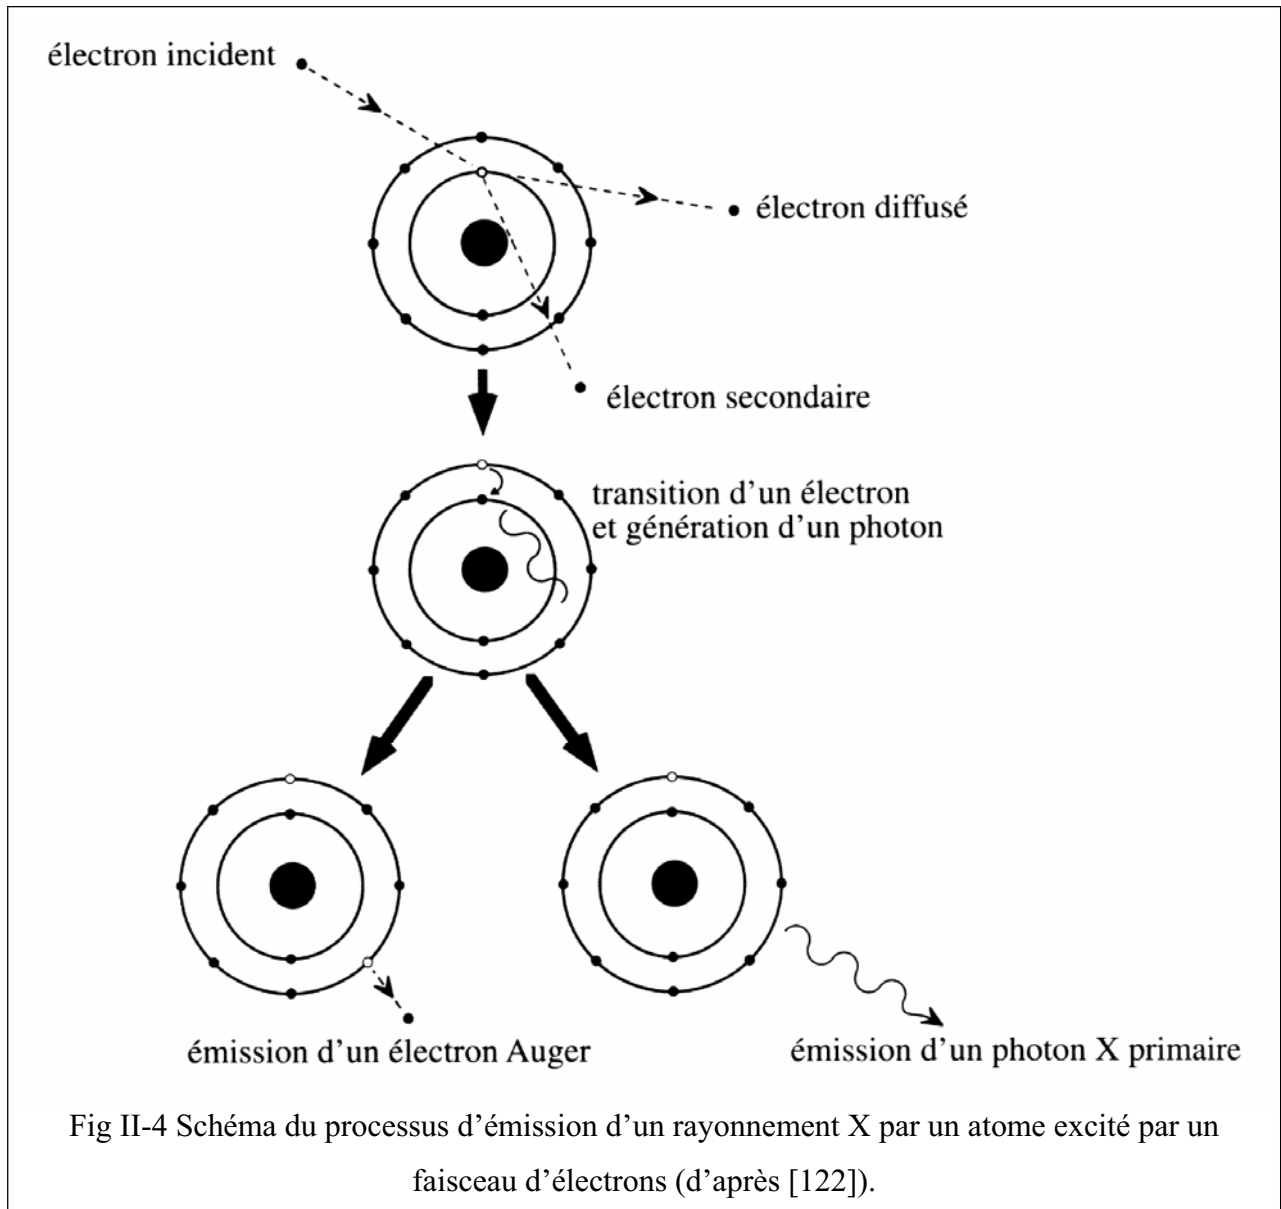 électron incident
électron diffusé
électron secondaire
transition d'un électron
et génération d'un photon
émission d'un électron Auger
émission d'un photon X primaire
Fig II-4 Schéma du processus d'émission d'un rayonnement X par un atome excité par un
faisceau d'électrons (d'après [122]).